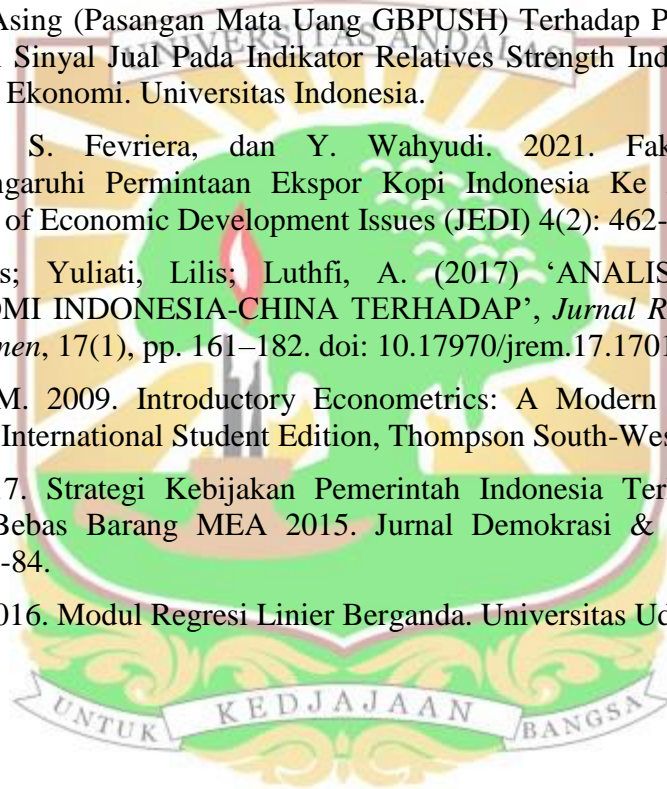 Asing (Pasangan Mata Uang GBPUSH) Terhadap P
UNIVERSITAS ANDALAS
Sinyal Jual Pada Indikator Relatives Strength Ind
Ekonomi. Universitas Indonesia.
S. Fevriera, dan Y. Wahyudi. 2021. Fak
ngaruhi Permintaan Ekspor Kopi Indonesia Ke
of Economic Development Issues (JEDI) 4(2): 462-
s; Yuliati, Lilis; Luthfi, A. (2017) ‘ANALIS
OMI INDONESIA-CHINA TERHADAP’, Jurnal R
men, 17(1), pp. 161–182. doi: 10.17970/jrem.17.1701
M. 2009. Introductory Econometrics: A Modern
International Student Edition, Thompson South-Wes
17. Strategi Kebijakan Pemerintah Indonesia Ter
Bebas Barang MEA 2015. Jurnal Demokrasi &
-84.
016. Modul Regresi Linier Berganda. Universitas Ud
UNTUK KEDJAJAAN BANGSA